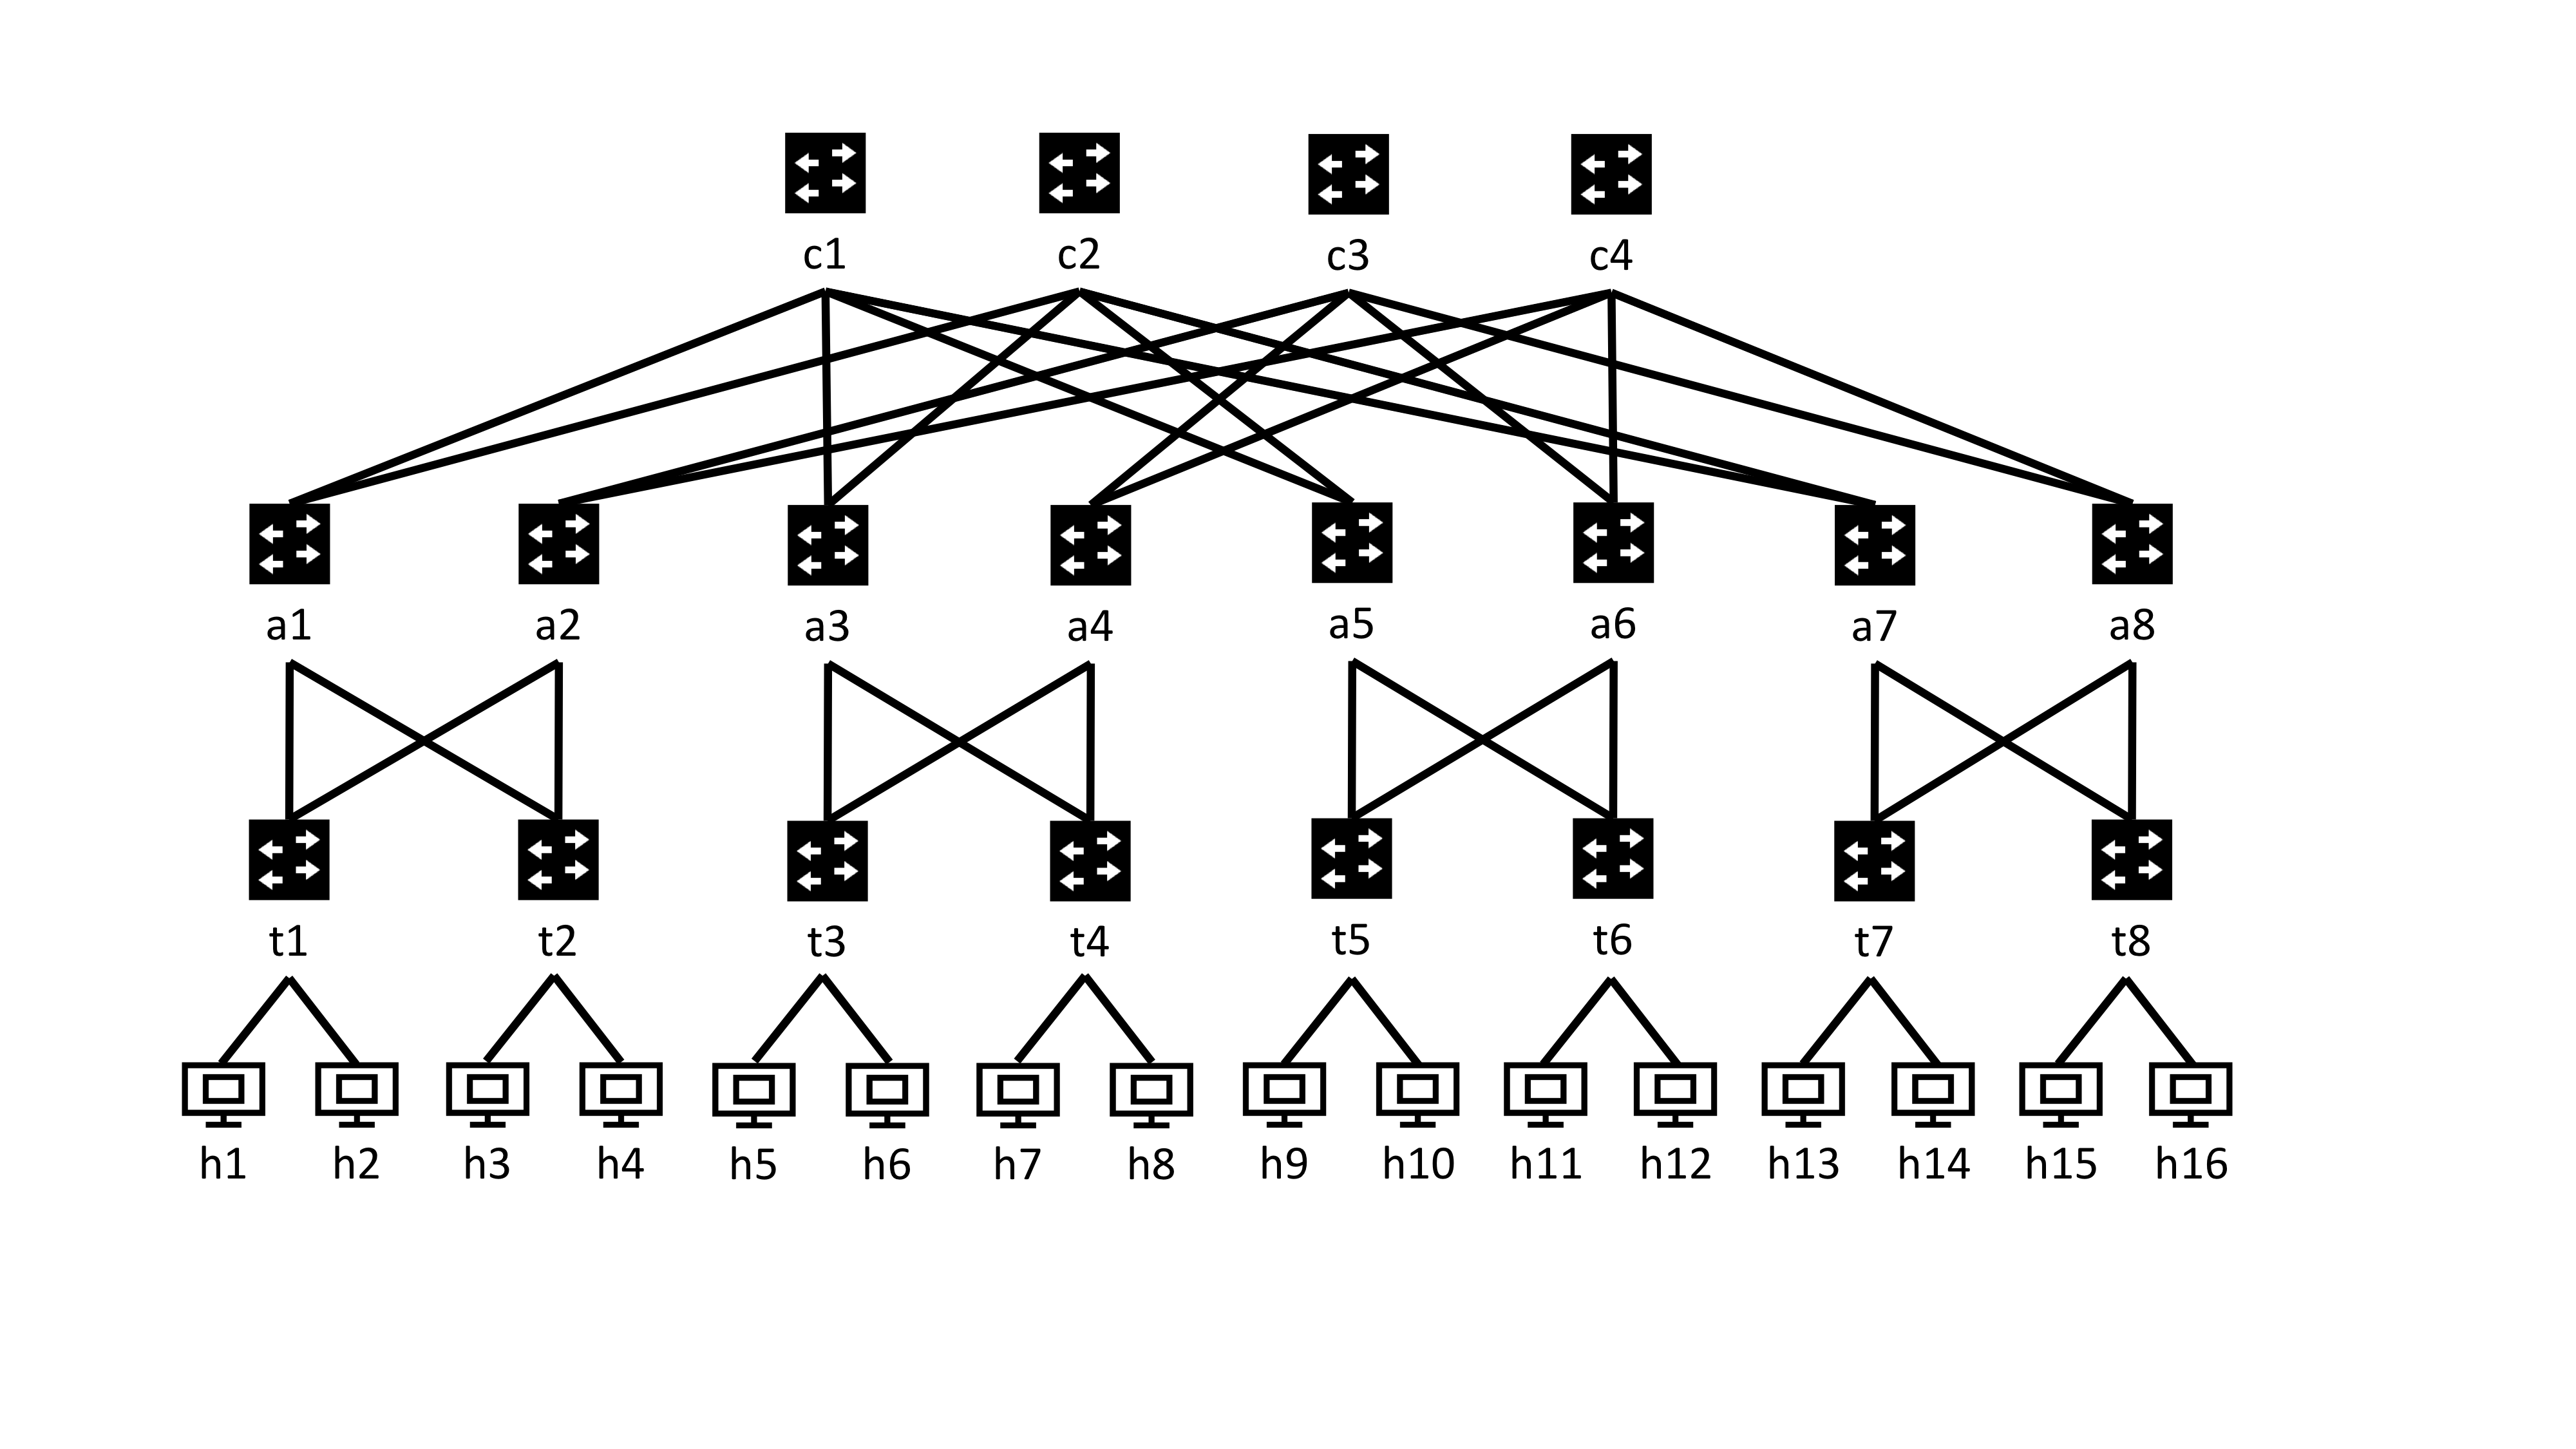 c1 c2 c3 c4
a1 a2 a3 a4 a5 a6 a7 a8
t1 t2 t3 t4 t5 t6 t7 t8
h1 h2 h3 h4 h5 h6 h7 h8 h9 h10 h11 h12 h13 h14 h15 h16